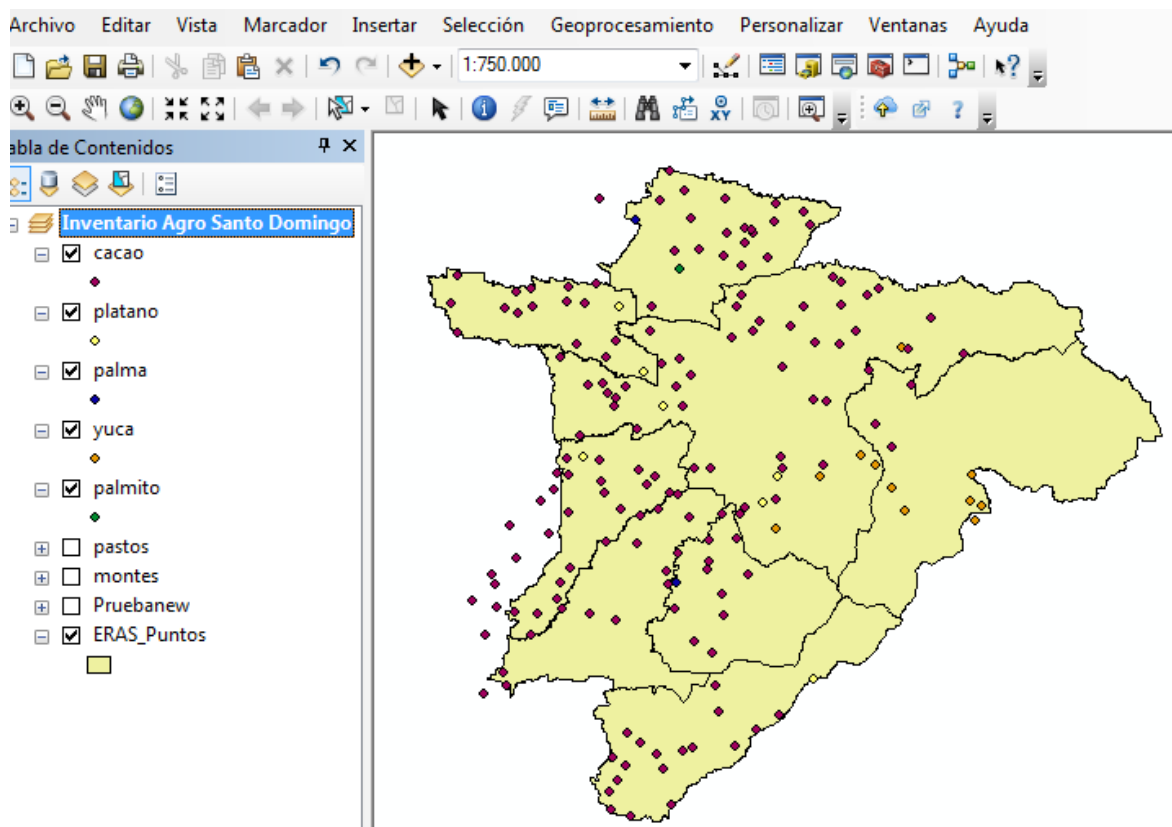 Archivo Editar Vista Marcador Insertar Selección Geoprocesamiento Personalizar Ventanas Ayuda
1:750.000
XY
abla de Contenidos
Inventario Agro Santo Domingo
cacao
platano
palma
yuca
palmito
pastos
montes
Pruebanew
ERAS_Puntos